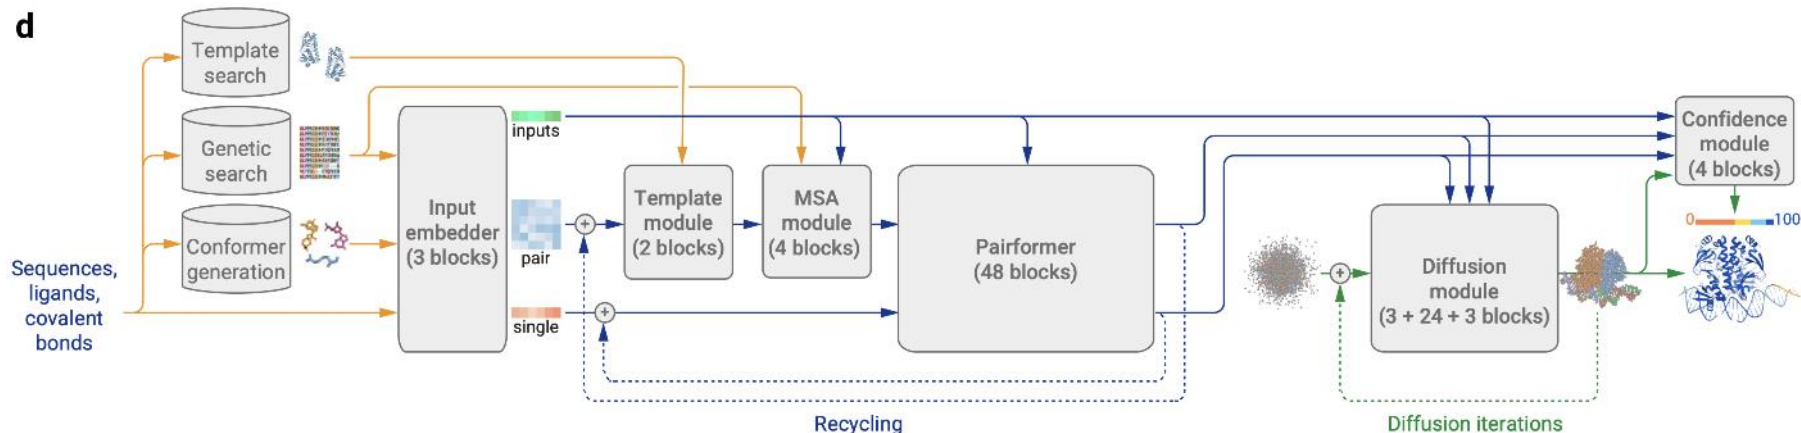 d
Template
search
Genetic
search
Conformer
generation
Sequences,
ligands,
covalent
bonds
Input
embedder
(3 blocks)
inputs
pair
single
+
+
Template
module
(2 blocks)
MSA
module
(4 blocks)
Pairformer
(48 blocks)
Recycling
+
Diffusion
module
(3 + 24 + 3 blocks)
Diffusion iterations
Confidence
module
(4 blocks)
0 100